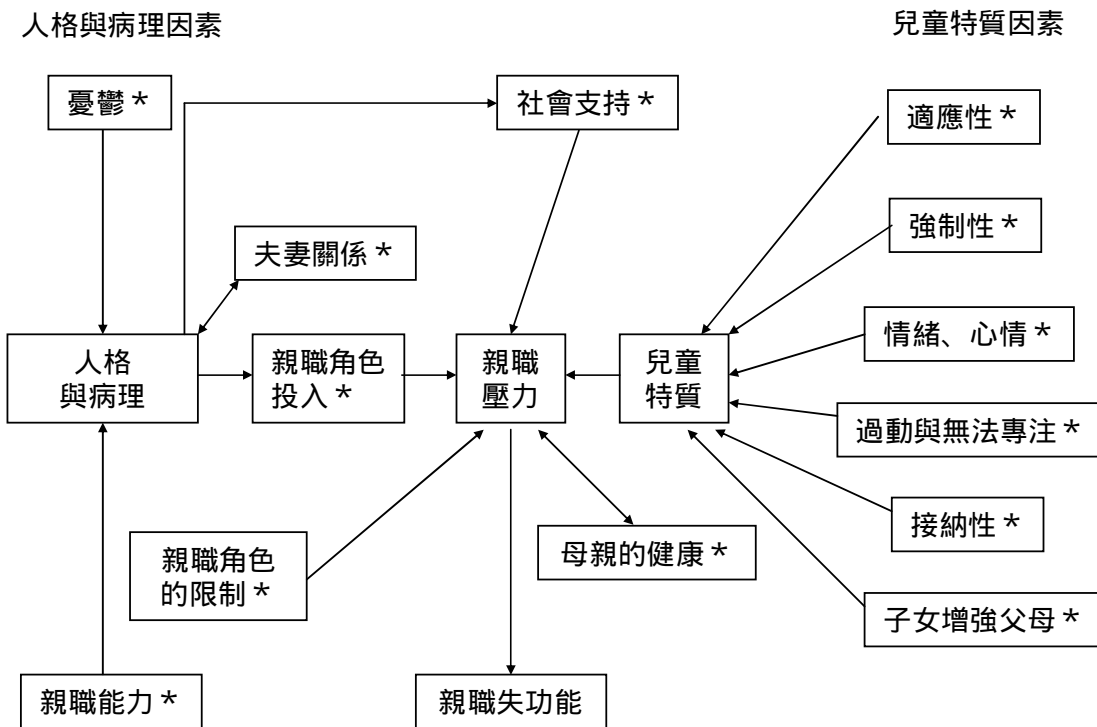 人格與病理因素
兒童特質因素
憂鬱*
社會支持*
適應性*
強制性*
夫妻關係*
情緒、心情*
人格
與病理
親職角色
投入*
親職
壓力
兒童
特質
過動與無法專注*
接納性*
親職角色
的限制*
母親的健康*
子女增強父母*
親職能力*
親職失功能